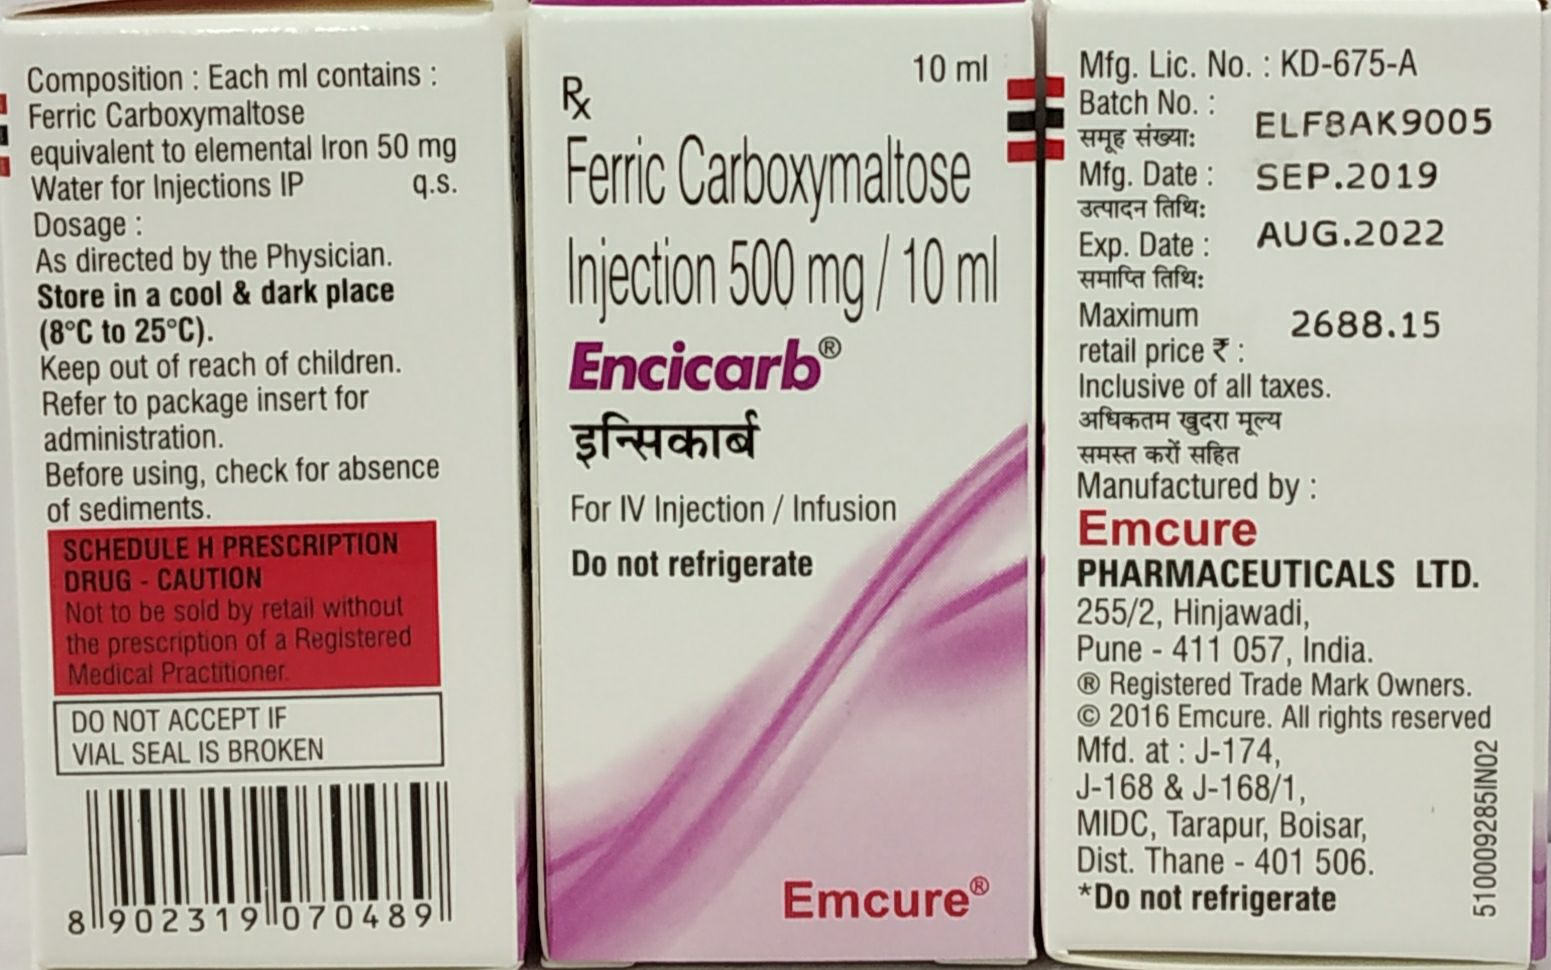 Composition : Each ml contains :
Ferric Carboxymaltose
equivalent to elemental Iron 50 mg
Water for Injections IP q.s.
Dosage :
As directed by the Physician.
Store in a cool & dark place
(8°C to 25°C).
Keep out of reach of children.
Refer to package insert for
administration.
Before using, check for absence
of sediments.
SCHEDULE H PRESCRIPTION
DRUG - CAUTION
Not to be sold by retail without
the prescription of a Registered
Medical Practitioner.
DO NOT ACCEPT IF
VIAL SEAL IS BROKEN
8 902319 070489
10 ml
Rx
Ferric Carboxymaltose
Injection 500 mg / 10 ml
Encicarb®
इन्सिकार्ब
For IV Injection / Infusion
Do not refrigerate
Emcure®
Mfg. Lic. No. : KD-675-A
Batch No. : ELF8AK9005
समूह संख्या:
Mfg. Date : SEP.2019
उत्पादन तिथि:
Exp. Date : AUG.2022
समाप्ति तिथि:
Maximum 2688.15
retail price ₹ :
Inclusive of all taxes.
अधिकतम खुदरा मूल्य
समस्त करों सहित
Manufactured by :
Emcure
PHARMACEUTICALS LTD.
255/2, Hinjawadi,
Pune - 411 057, India.
® Registered Trade Mark Owners.
© 2016 Emcure. All rights reserved
Mfd. at : J-174,
J-168 & J-168/1,
MIDC, Tarapur, Boisar,
Dist. Thane - 401 506.
*Do not refrigerate
5100009285IN02